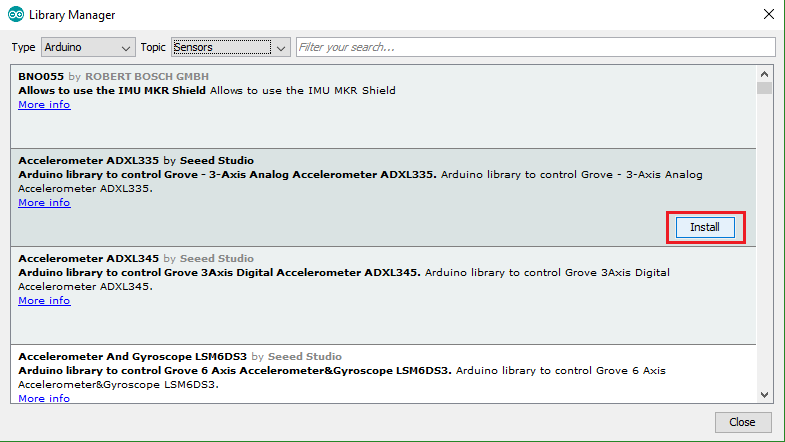 Library Manager
Type Arduino Topic Sensors Filter your search...
BNO055 by ROBERT BOSCH GMBH
Allows to use the IMU MKR Shield Allows to use the IMU MKR Shield
More info
Accelerometer ADXL335 by Seeed Studio
Arduino library to control Grove - 3-Axis Analog Accelerometer ADXL335. Arduino library to control Grove - 3-Axis Analog
Accelerometer ADXL335.
More info
Install
Accelerometer ADXL345 by Seeed Studio
Arduino library to control Grove 3Axis Digital Accelerometer ADXL345. Arduino library to control Grove 3Axis Digital
Accelerometer ADXL345.
More info
Accelerometer And Gyroscope LSM6DS3 by Seeed Studio
Arduino library to control Grove 6 Axis Accelerometer&Gyroscope LSM6DS3. Arduino library to control Grove 6 Axis
Accelerometer&Gyroscope LSM6DS3.
More info
Close